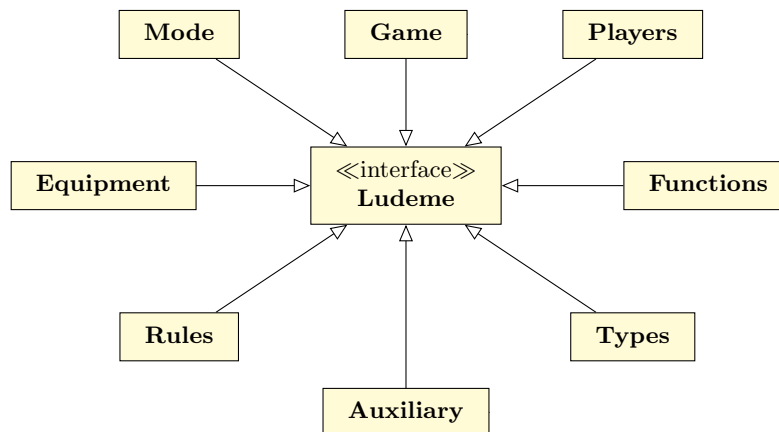 Mode
Game
Players
Equipment
≪interface≫
Ludeme
Functions
Rules
Types
Auxiliary